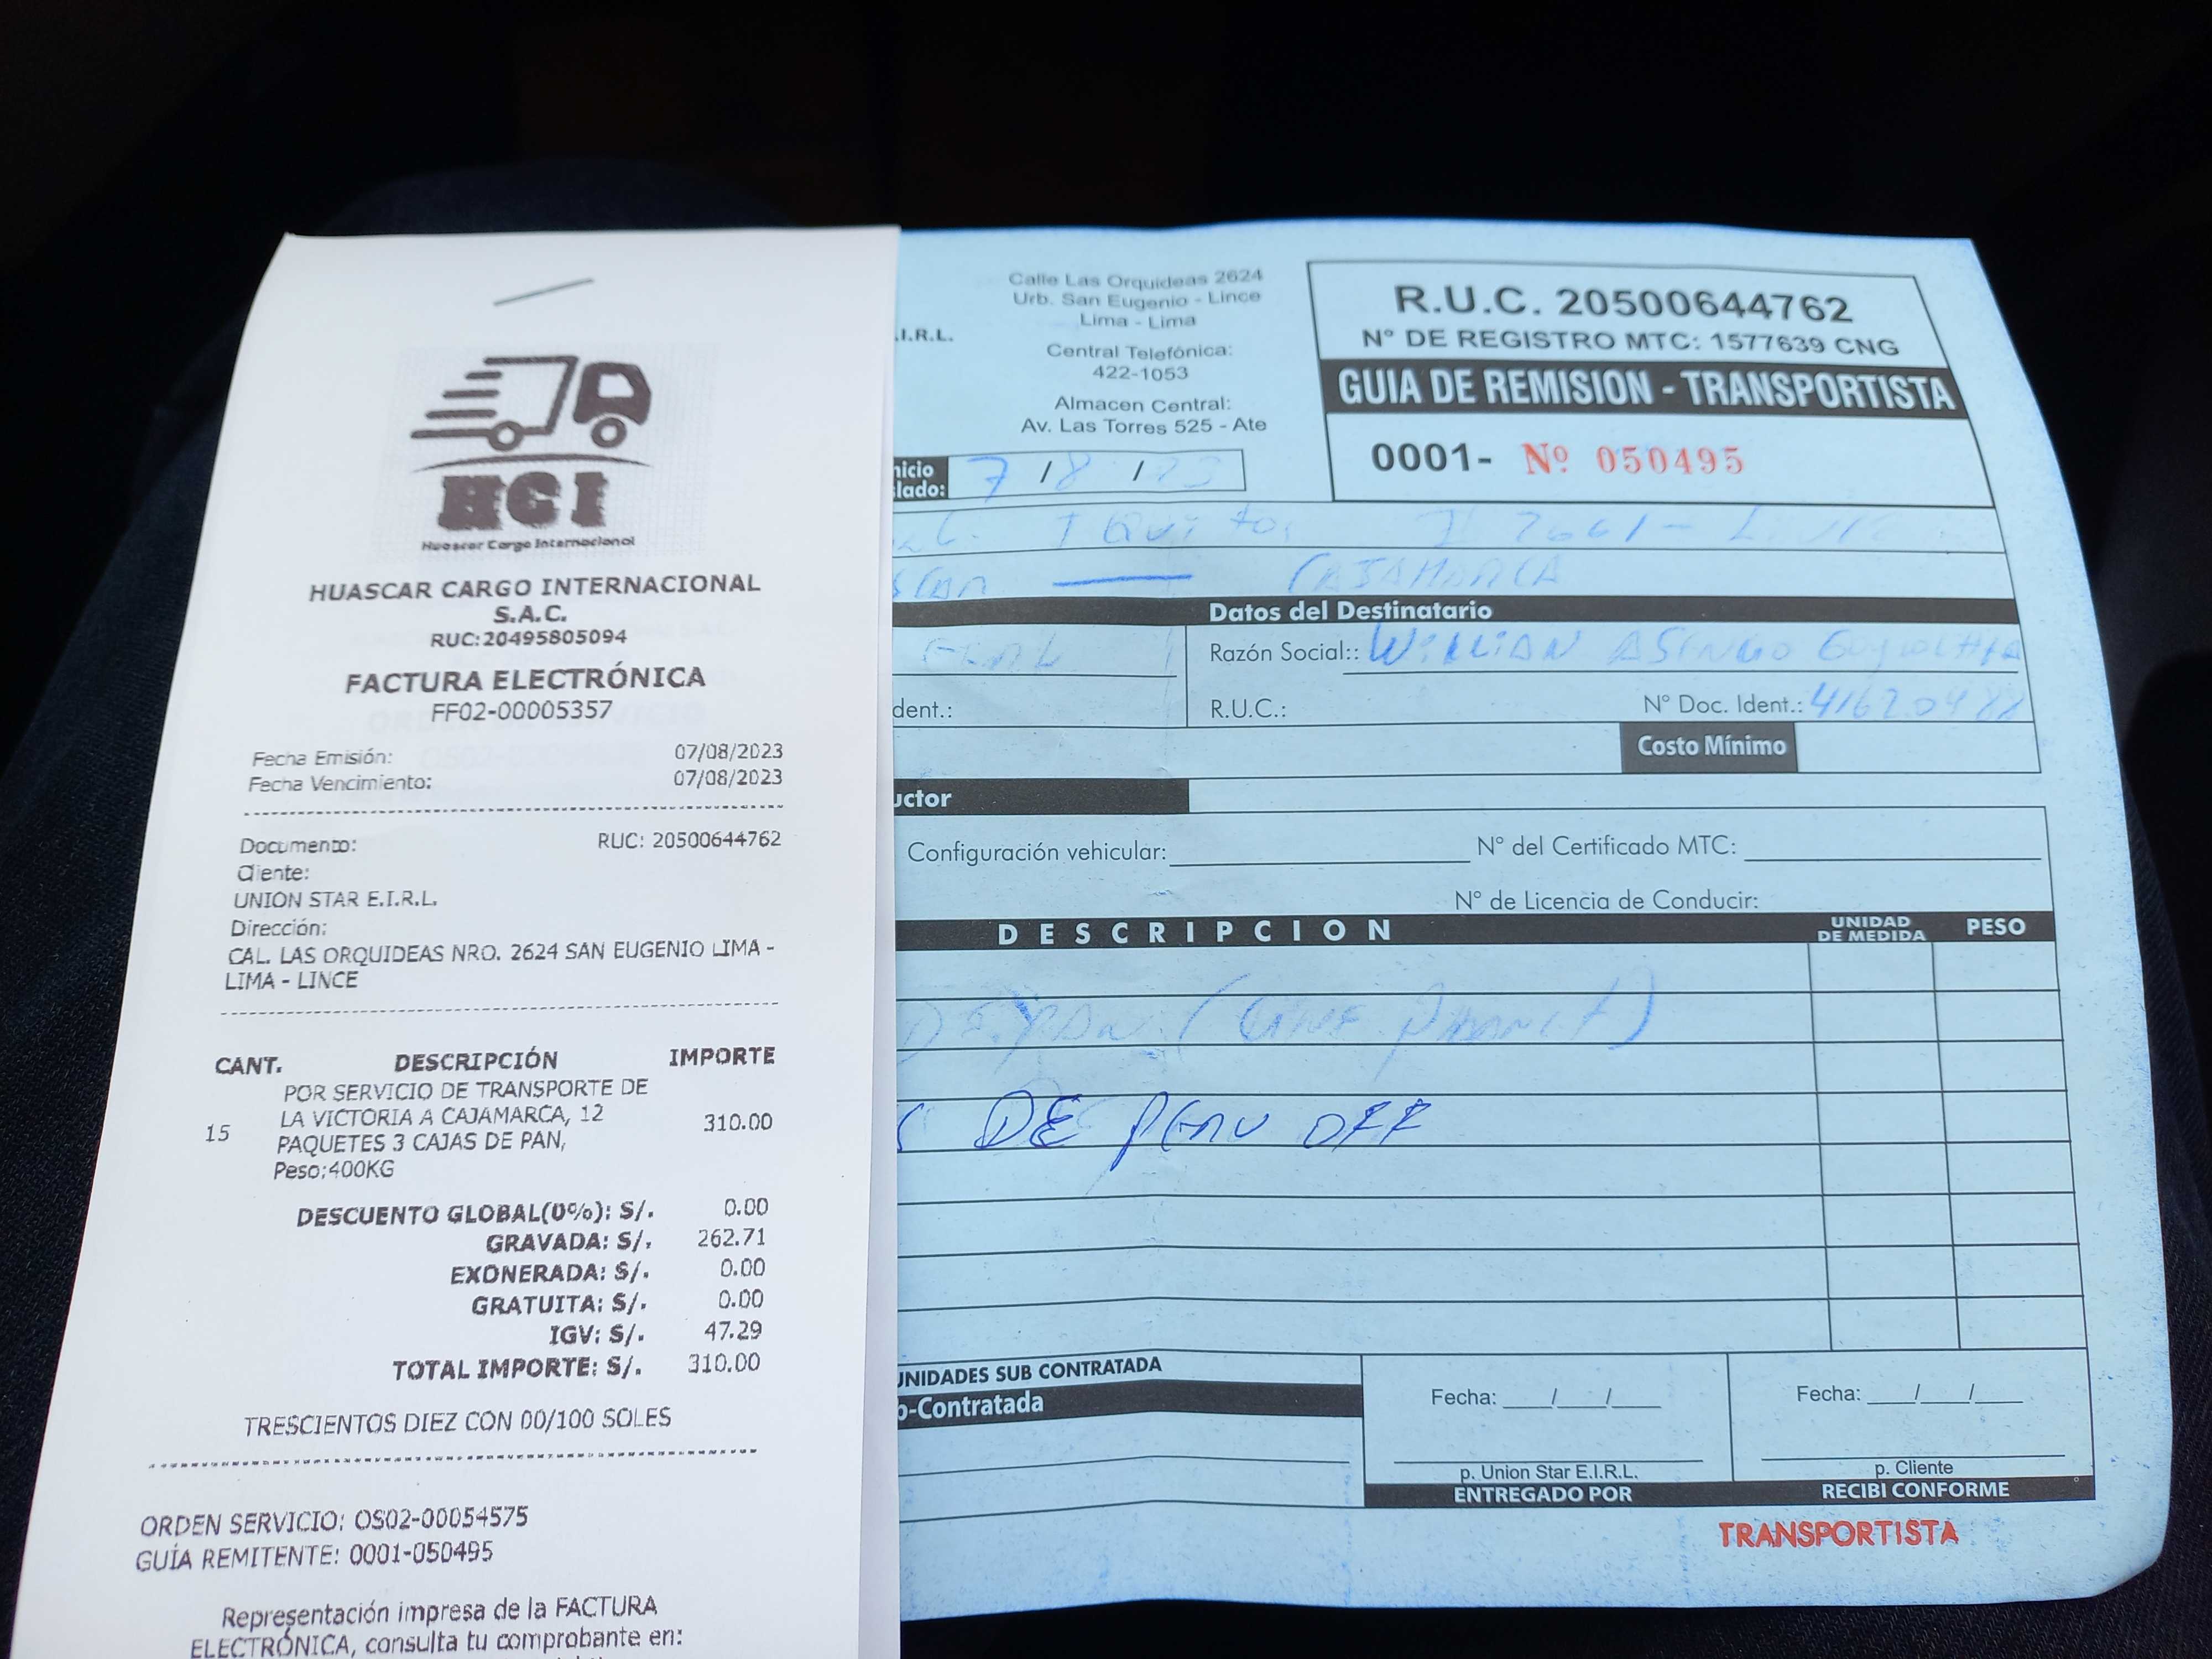 HCI
Huascar Cargo Internacional
HUASCAR CARGO INTERNACIONAL
S.A.C.
RUC:20495805094
FACTURA ELECTRÓNICA
FF02-00005357
Fecha Emisión: 07/08/2023
Fecha Vencimiento: 07/08/2023
Documento: RUC: 20500644762
Cliente:
UNION STAR E.I.R.L.
Dirección:
CAL. LAS ORQUIDEAS NRO. 2624 SAN EUGENIO LIMA -
LIMA - LINCE
CANT. DESCRIPCIÓN IMPORTE
POR SERVICIO DE TRANSPORTE DE
LA VICTORIA A CAJAMARCA, 12
15 PAQUETES 3 CAJAS DE PAN, 310.00
Peso:400KG
DESCUENTO GLOBAL(0%): S/. 0.00
GRAVADA: S/. 262.71
EXONERADA: S/. 0.00
GRATUITA: S/. 0.00
IGV: S/. 47.29
TOTAL IMPORTE: S/. 310.00
TRESCIENTOS DIEZ CON 00/100 SOLES
ORDEN SERVICIO: OS02-00054575
GUÍA REMITENTE: 0001-050495
Representación impresa de la FACTURA
ELECTRÓNICA, consulta tu comprobante en:
.I.R.L.
Calle Las Orquídeas 2624
Urb. San Eugenio - Lince
Lima - Lima
Central Telefónica:
422-1053
Almacen Central:
Av. Las Torres 525 - Ate
R.U.C. 20500644762
N° DE REGISTRO MTC: 1577639 CNG
GUIA DE REMISION - TRANSPORTISTA
0001- Nº 050495
nicio
lado: 7 / 8 / 23
CAJAMARCA
Datos del Destinatario
Razón Social:: WILLIAN
dent.: R.U.C.: N° Doc. Ident.:
Costo Mínimo
uctor
Configuración vehicular: N° del Certificado MTC:
N° de Licencia de Conducir:
DESCRIPCION UNIDAD DE MEDIDA PESO
DE PERU OFF
UNIDADES SUB CONTRATADA
b-Contratada
Fecha: / / Fecha: / /
p. Union Star E.I.R.L. p. Cliente
ENTREGADO POR RECIBI CONFORME
TRANSPORTISTA